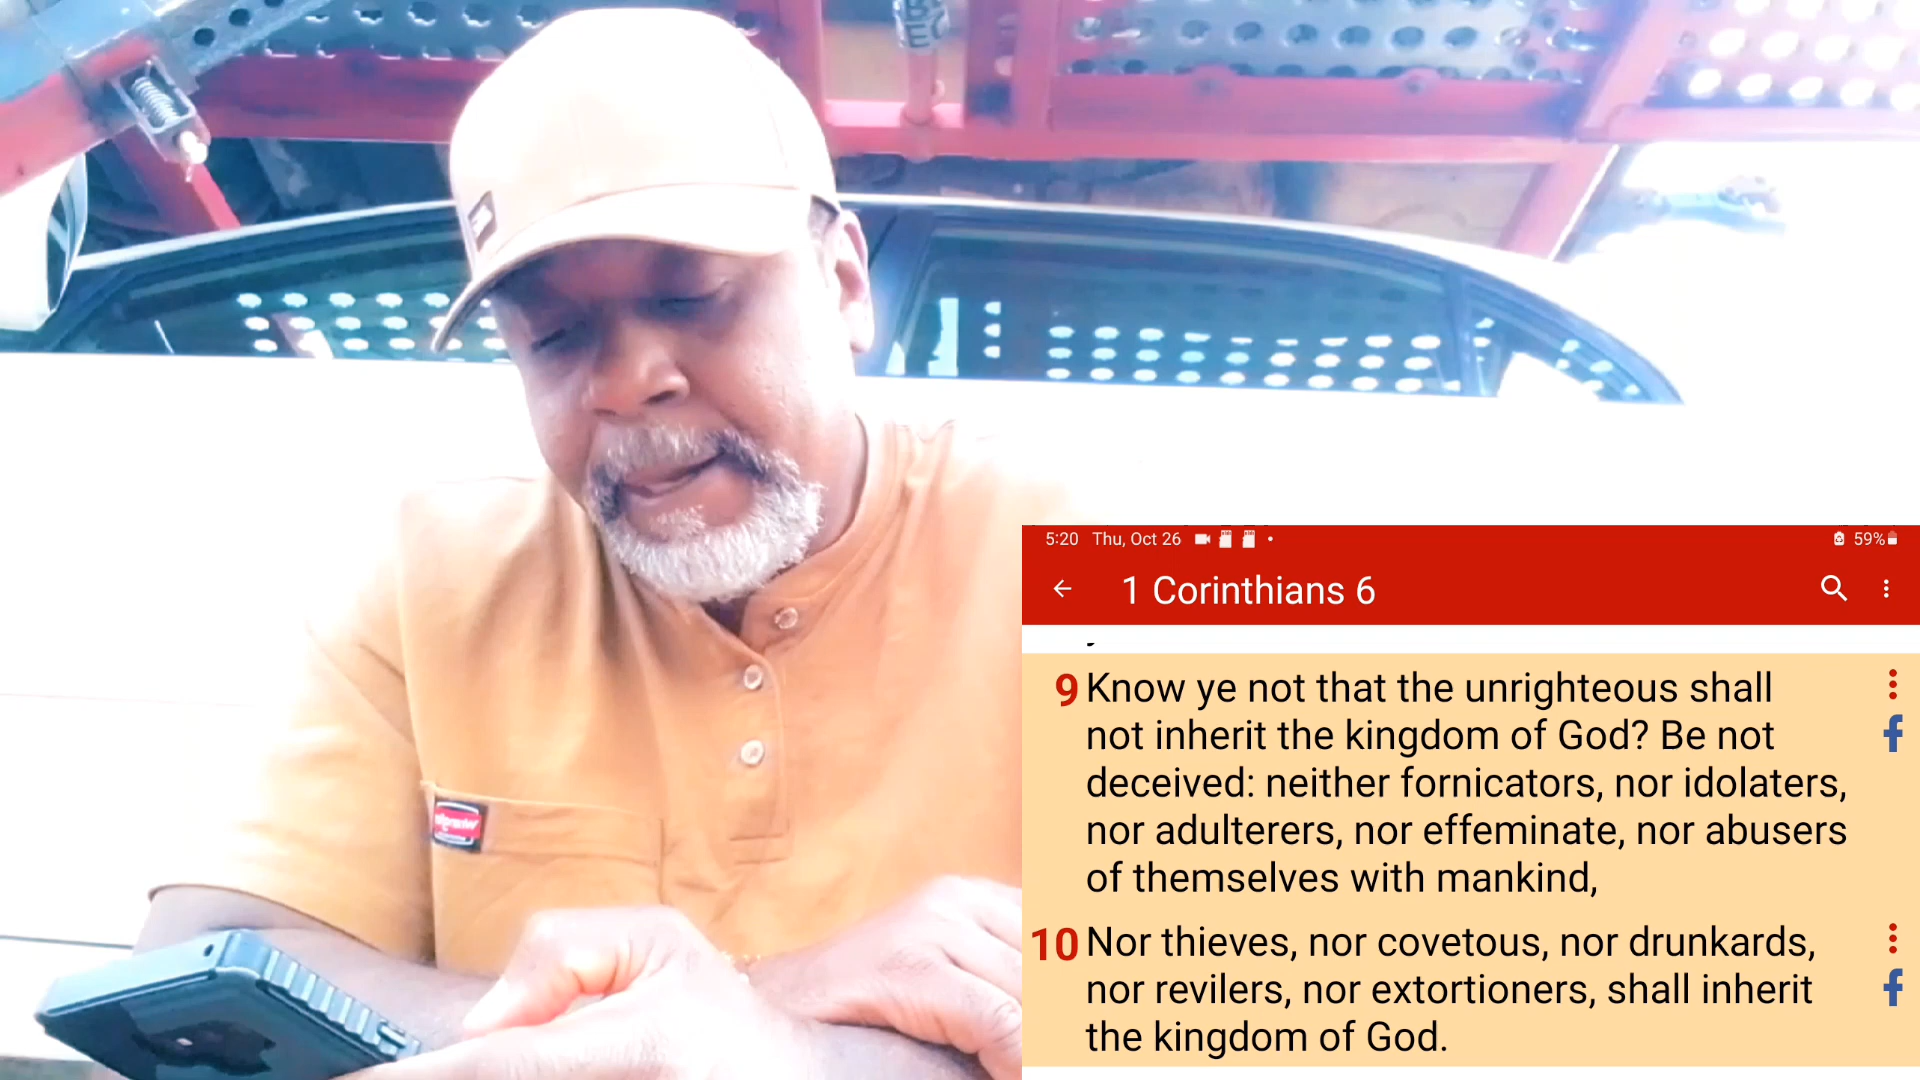 5:20 Thu, Oct 26
59%
1 Corinthians 6
9 Know ye not that the unrighteous shall
not inherit the kingdom of God? Be not
deceived: neither fornicators, nor idolaters,
nor adulterers, nor effeminate, nor abusers
of themselves with mankind,
10 Nor thieves, nor covetous, nor drunkards,
nor revilers, nor extortioners, shall inherit
the kingdom of God.